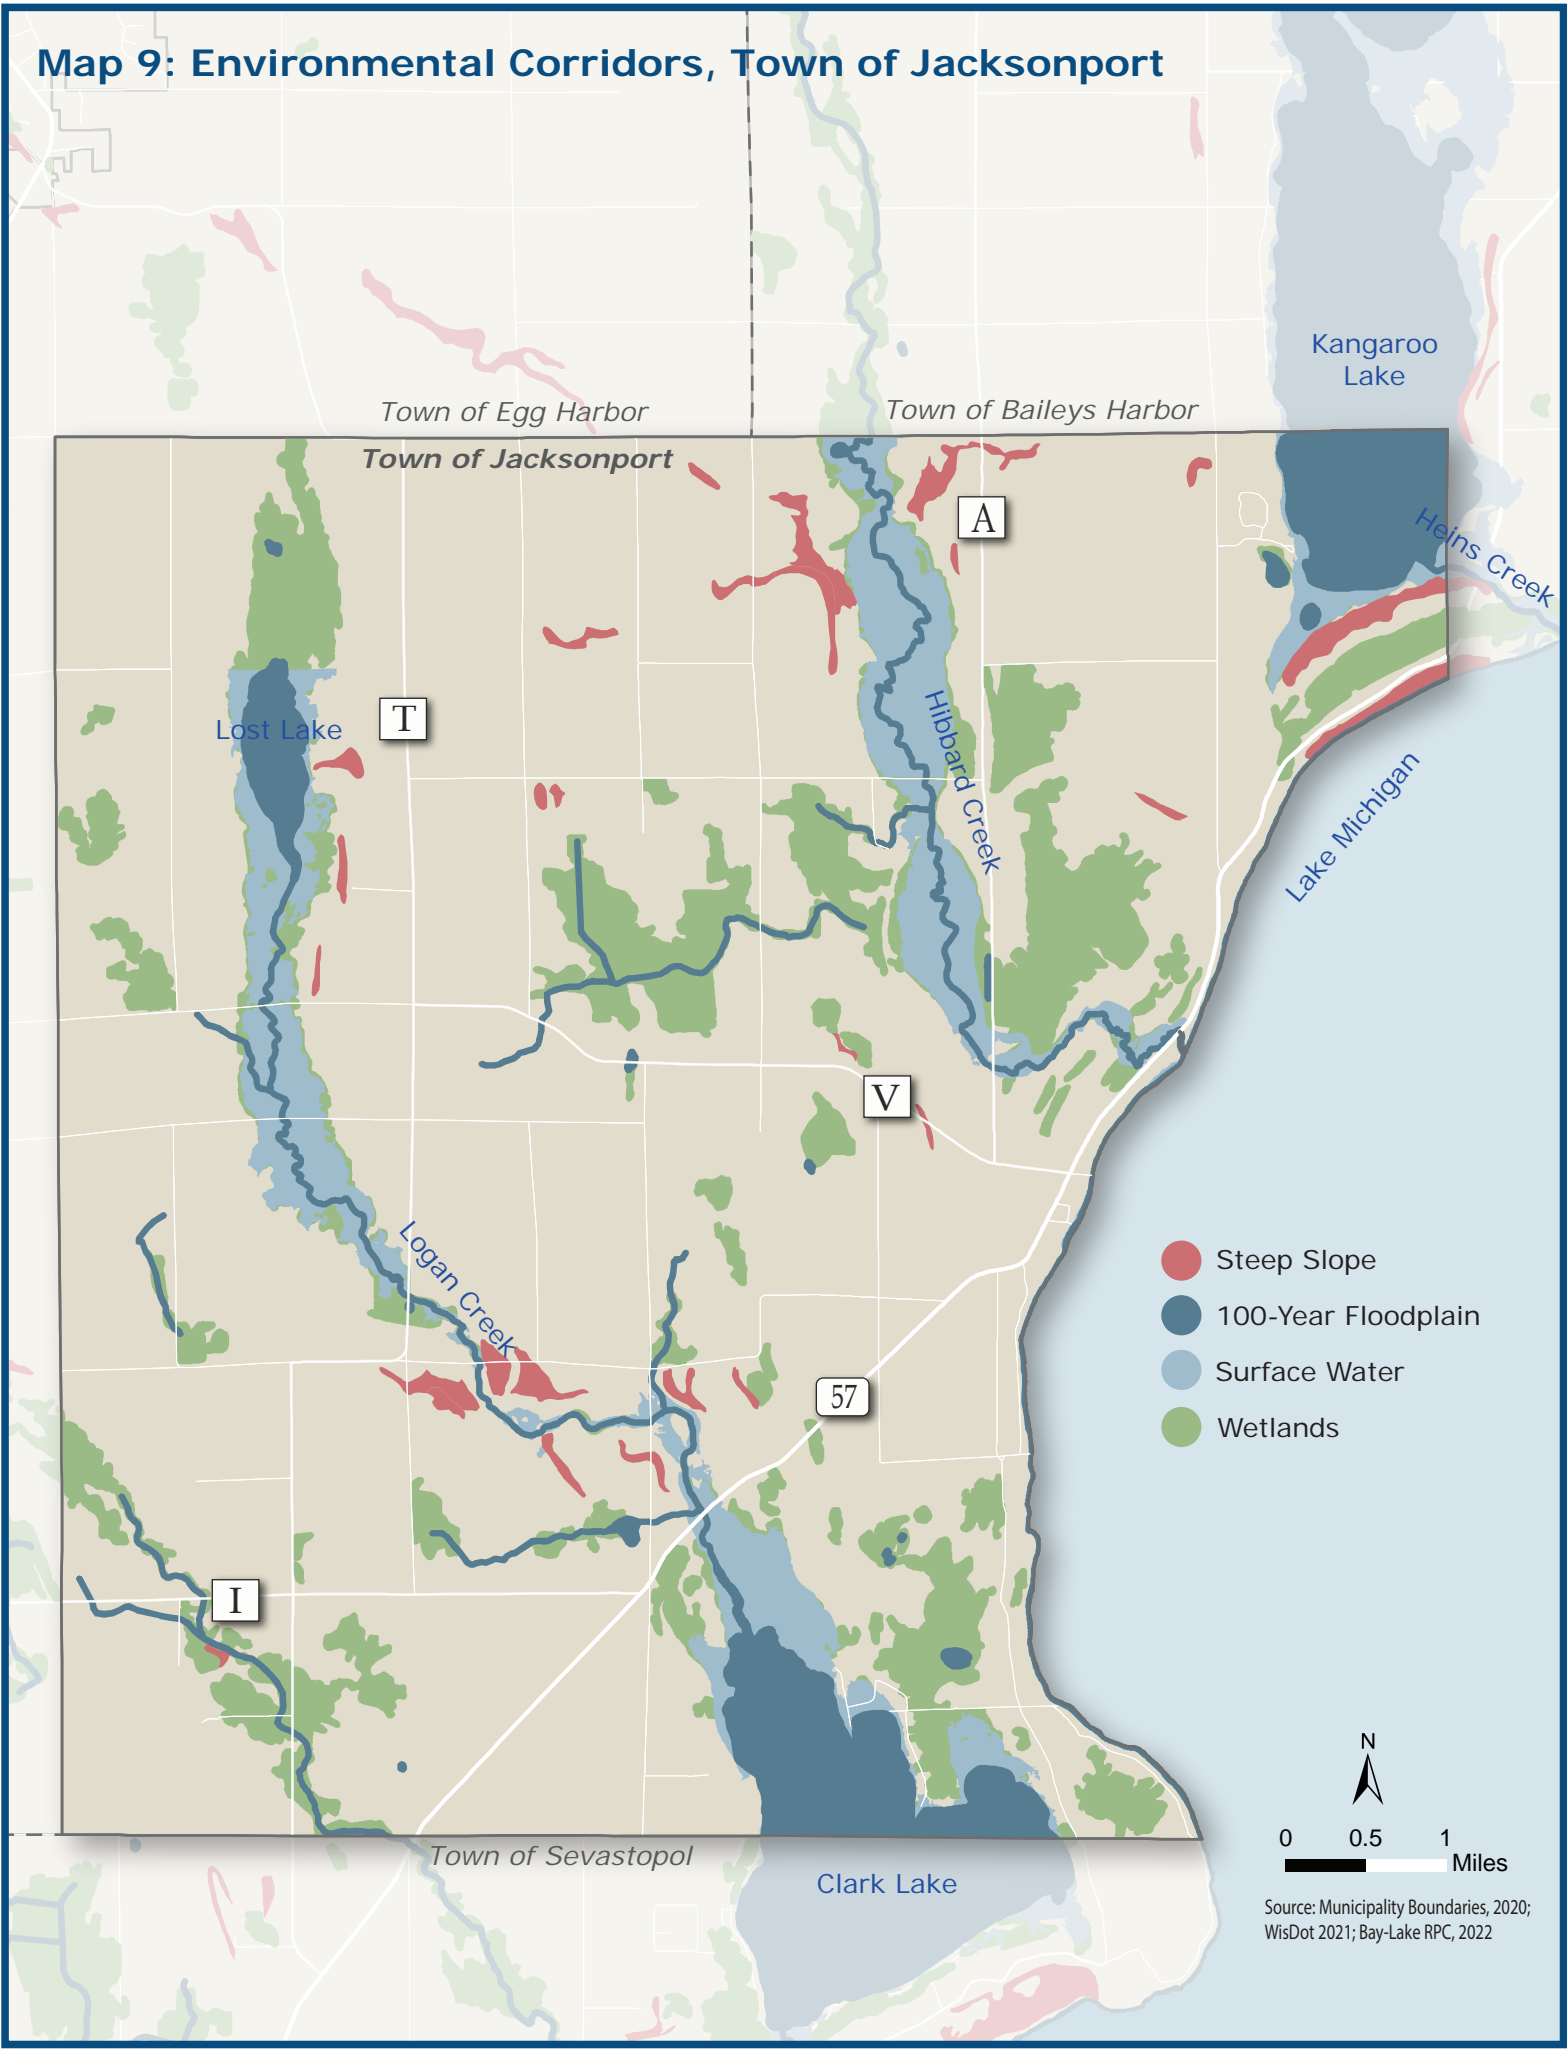 Map 9: Environmental Corridors, Town of Jacksonport
Kangaroo
Lake
Town of Egg Harbor
Town of Baileys Harbor
Town of Jacksonport
A
Heins Creek
T
Lost Lake
Hibbard Creek
Lake Michigan
V
Logan Creek
Steep Slope
100-Year Floodplain
Surface Water
Wetlands
57
I
N
0 0.5 1
Miles
Town of Sevastopol
Clark Lake
Source: Municipality Boundaries, 2020;
WisDot 2021; Bay-Lake RPC, 2022